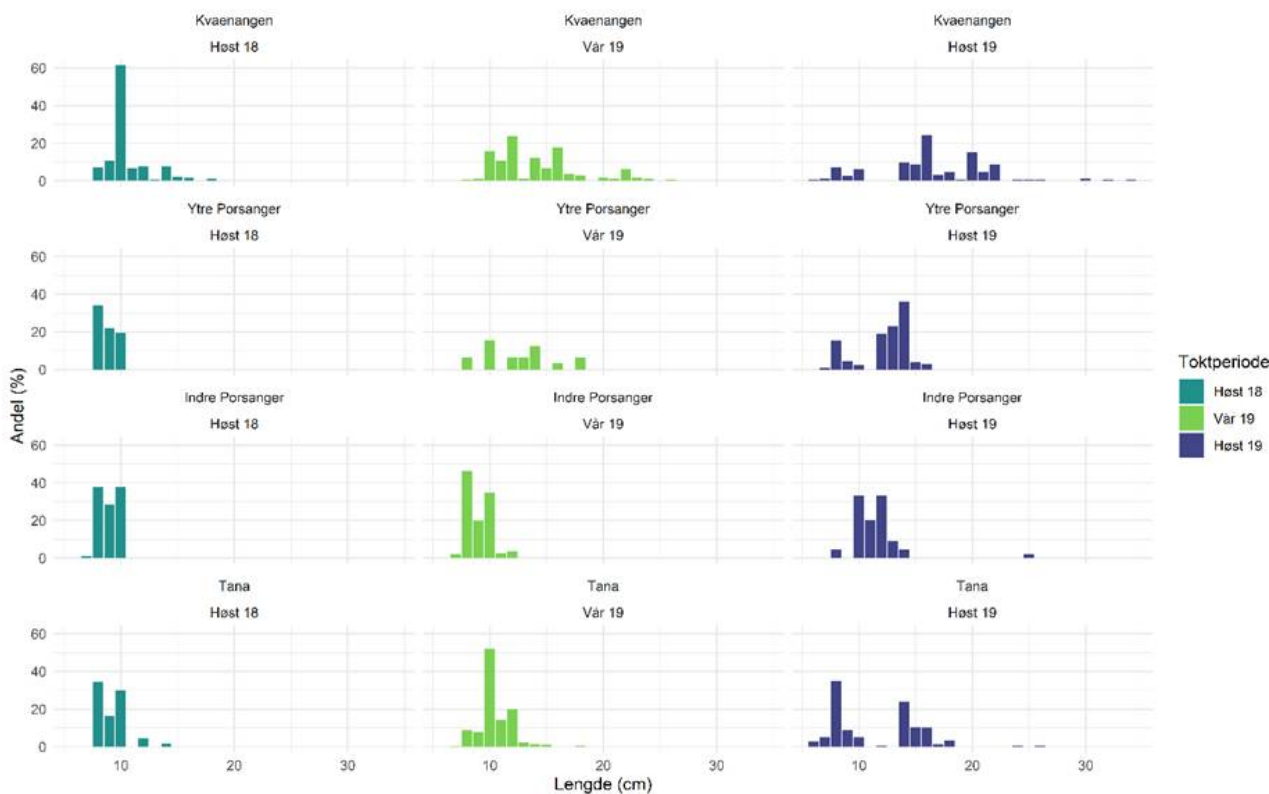 Kvaenangen Kvaenangen Kvaenangen
Høst 18 Vår 19 Høst 19
60
40
20
0
Ytre Porsanger Ytre Porsanger Ytre Porsanger
Høst 18 Vår 19 Høst 19
60
40
20
0
Indre Porsanger Indre Porsanger Indre Porsanger
Høst 18 Vår 19 Høst 19
60
40
20
0
Tana Tana Tana
Høst 18 Vår 19 Høst 19
60
40
20
0
10 20 30 10 20 30 10 20 30
Lengde (cm)
Andel (%)
Toktperiode
Høst 18
Vår 19
Høst 19